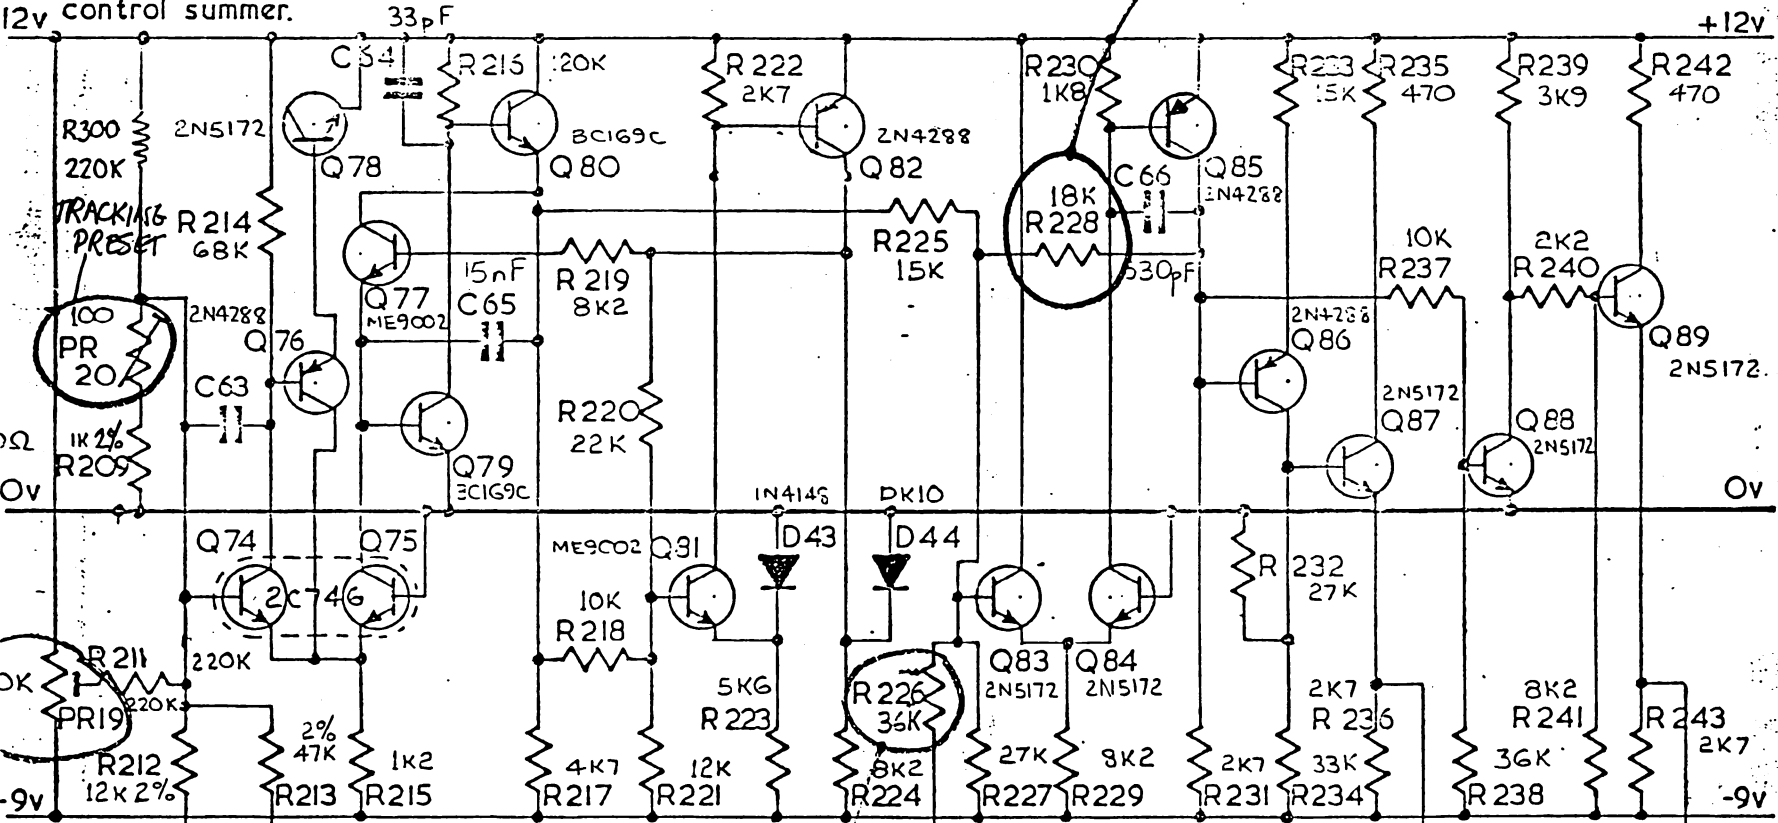 control summer.
33pF
12v
+12v
C54
R216
120K
R222
2K7
R230
1K8
R233
15K
R235
470
R239
3K9
R242
470
R300
220K
2N5172
Q78
BC169C
Q80
2N4288
Q82
Q85
2N4288
C66
TRACKING
PRESET
R214
68K
18K
R228
R225
15K
10K
R237
2K2
R240
15nF
C65
R219
8K2
Q77
ME9002
330pF
100
PR
20
2N4288
Q76
2N4288
Q86
Q89
2N5172.
C63
R220
22K
2N5172
Q87
Q88
2N5172
1K 2%
R209
Q79
BC169C
0v
1N4148
DK10
0v
Q74
Q75
ME9002
Q81
D43
D44
2C746
10K
R218
R232
27K
R211
220K
220K
PR19
0K
5K6
R223
R226
36K
Q83
2N5172
Q84
2N5172
2K7
R236
8K2
R241
R243
2K7
R212
12K 2%
2%
47K
R213
1K2
R215
4K7
R217
12K
R221
8K2
R224
27K
R227
8K2
R229
2K7
R231
33K
R234
36K
R238
-9v
-9v